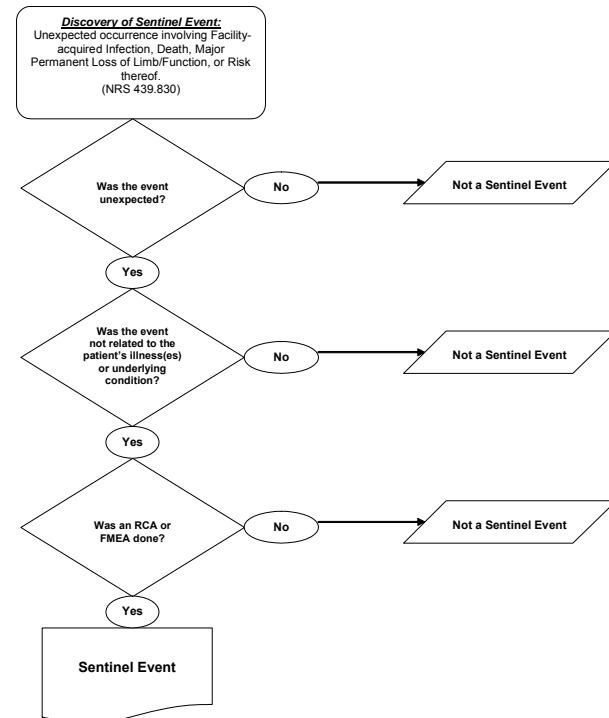 Discovery of Sentinel Event:
Unexpected occurrence involving Facility-
acquired Infection, Death, Major
Permanent Loss of Limb/Function, or Risk
thereof.
(NRS 439.830)
Was the event
unexpected?
No
Not a Sentinel Event
Yes
Was the event
not related to the
patient's illness(es)
or underlying
condition?
No
Not a Sentinel Event
Yes
Was an RCA or
FMEA done?
No
Not a Sentinel Event
Yes
Sentinel Event